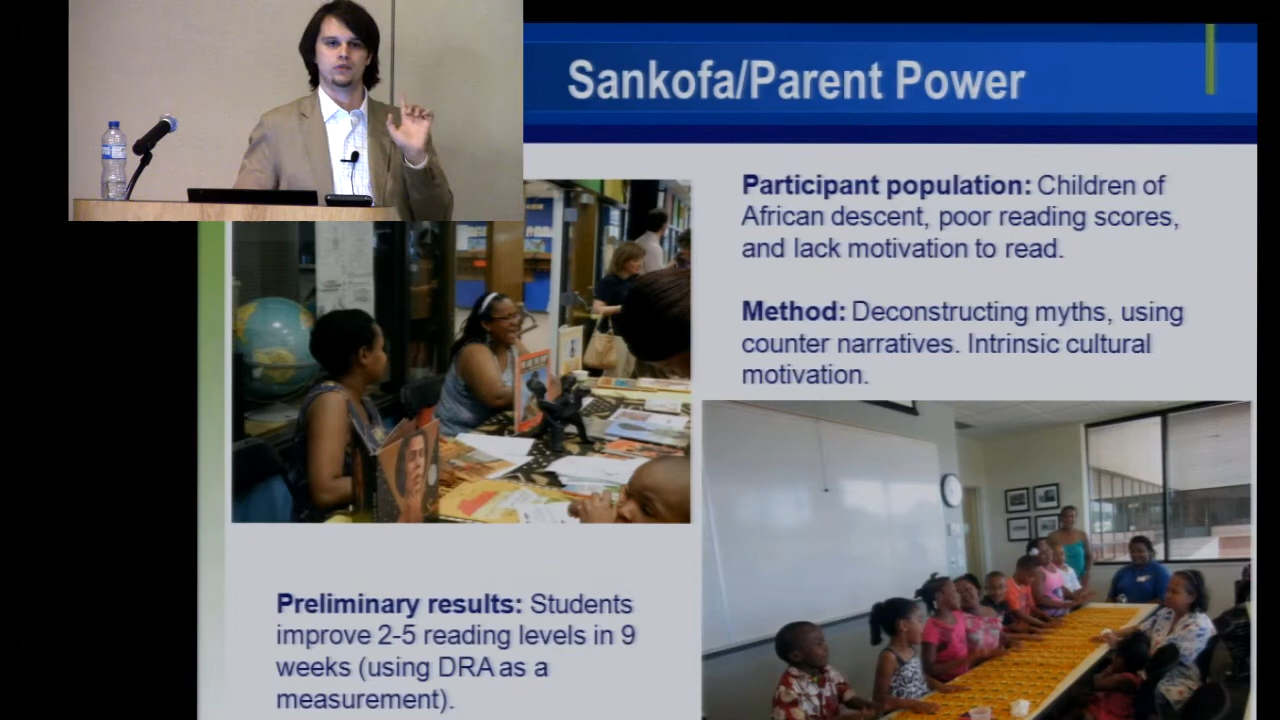 Sankofa/Parent Power
Participant population: Children of
African descent, poor reading scores,
and lack motivation to read.
Method: Deconstructing myths, using
counter narratives. Intrinsic cultural
motivation.
Preliminary results: Students
improve 2-5 reading levels in 9
weeks (using DRA as a
measurement).